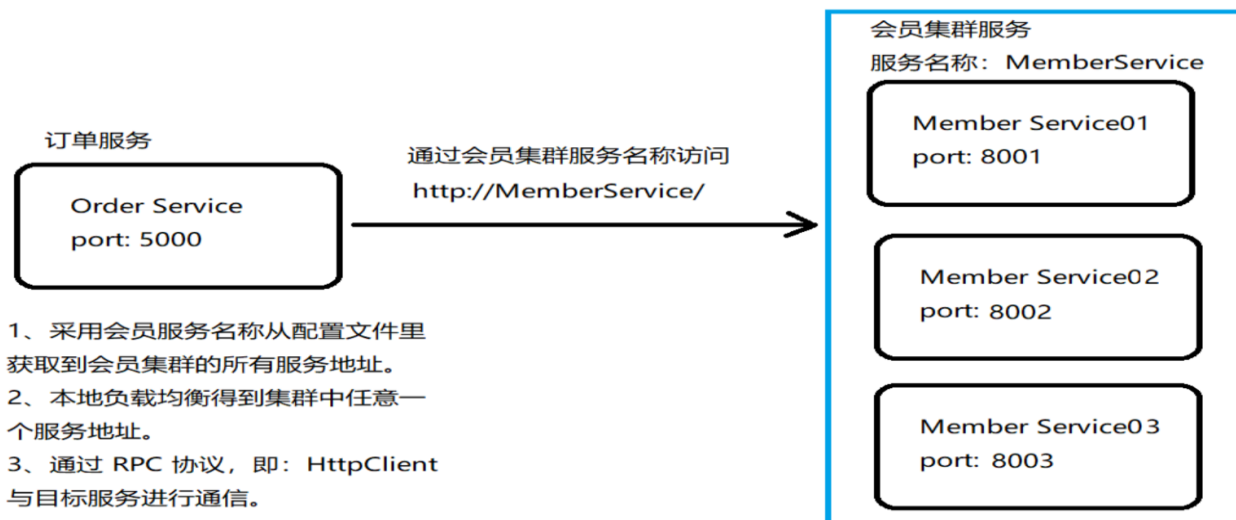 会员集群服务
服务名称：MemberService
Member Service01
port: 8001
订单服务
通过会员集群服务名称访问
http://MemberService/
Order Service
port: 5000
Member Service02
port: 8002
1、采用会员服务名称从配置文件里
获取到会员集群的所有服务地址。
2、本地负载均衡得到集群中任意一
个服务地址。
3、通过 RPC 协议，即：HttpClient
与目标服务进行通信。
Member Service03
port: 8003